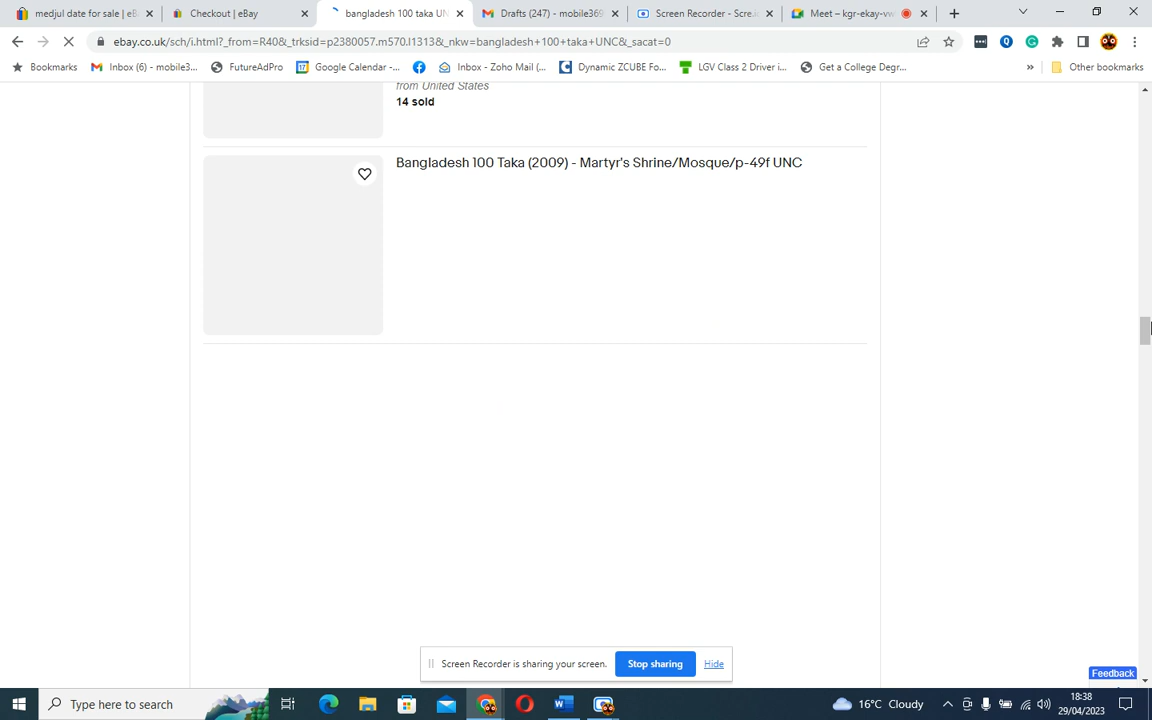 medjul date for sale | eB
Checkout | eBay
bangladesh 100 taka UN
Drafts (247) - mobile369
Screen Recorder - Scre
Meet – kgr-ekay-vw
ebay.co.uk/sch/i.html?_from=R40&_trksid=p2380057.m570.l1313&_nkw=bangladesh+100+taka+UNC&_sacat=0
Bookmarks
Inbox (6) - mobile3...
FutureAdPro
Google Calendar -...
Inbox - Zoho Mail (...
Dynamic ZCUBE Fo...
LGV Class 2 Driver i...
Get a College Degr...
»
Other bookmarks
from United States
14 sold
Bangladesh 100 Taka (2009) - Martyr's Shrine/Mosque/p-49f UNC
Screen Recorder is sharing your screen.
Stop sharing
Hide
Feedback
Type here to search
16°C Cloudy
18:38
29/04/2023